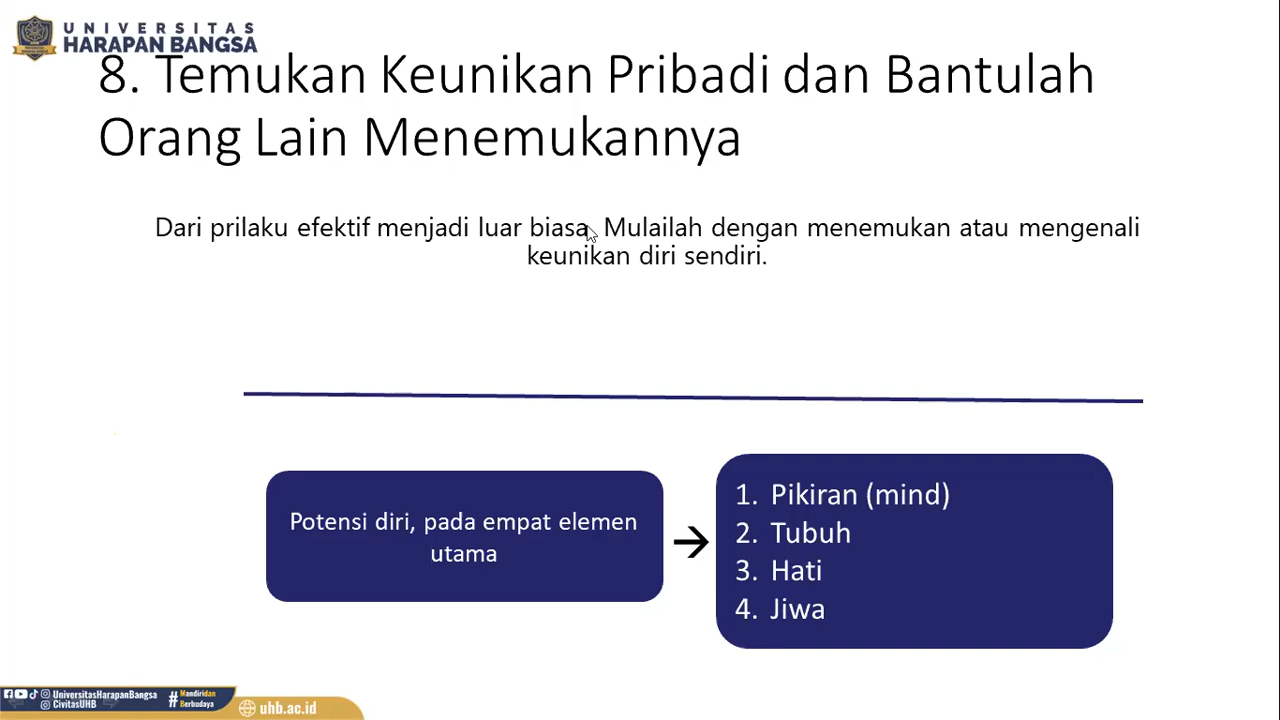 UNIVERSITAS
HARAPAN BANGSA
8. Temukan Keunikan Pribadi dan Bantulah
Orang Lain Menemukannya
Dari prilaku efektif menjadi luar biasa. Mulailah dengan menemukan atau mengenali
keunikan diri sendiri.
Potensi diri, pada empat elemen
utama
→
1. Pikiran (mind)
2. Tubuh
3. Hati
4. Jiwa
UniversitasHarapanBangsa
CivitasUHB
# Mandiridan
Berbudaya
uhb.ac.id